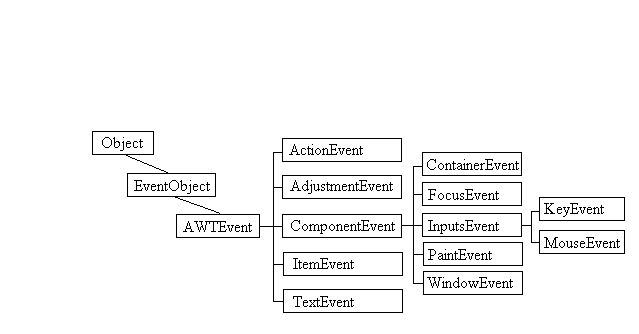 Object
EventObject
AWTEvent
ActionEvent
AdjustmentEvent
ComponentEvent
ItemEvent
TextEvent
ContainerEvent
FocusEvent
InputsEvent
PaintEvent
WindowEvent
KeyEvent
MouseEvent